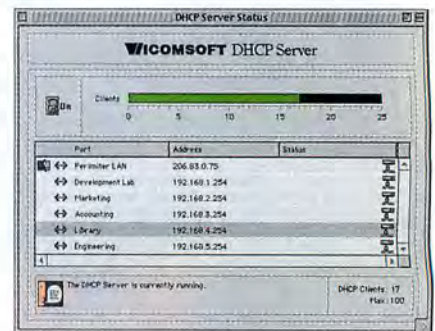 DHCP Server Status
VICOMSOFT DHCP Server
On
Clients
0 5 10 15 20 25
Port Address Status
Perimiter LAN 206.83.0.75
Development Lab 192.168.1.254
Marketing 192.168.2.254
Accounting 192.168.3.254
Library 192.168.4.254
Engineering 192.168.5.254
The DHCP Server is currently running.
DHCP Clients: 17
Max: 100